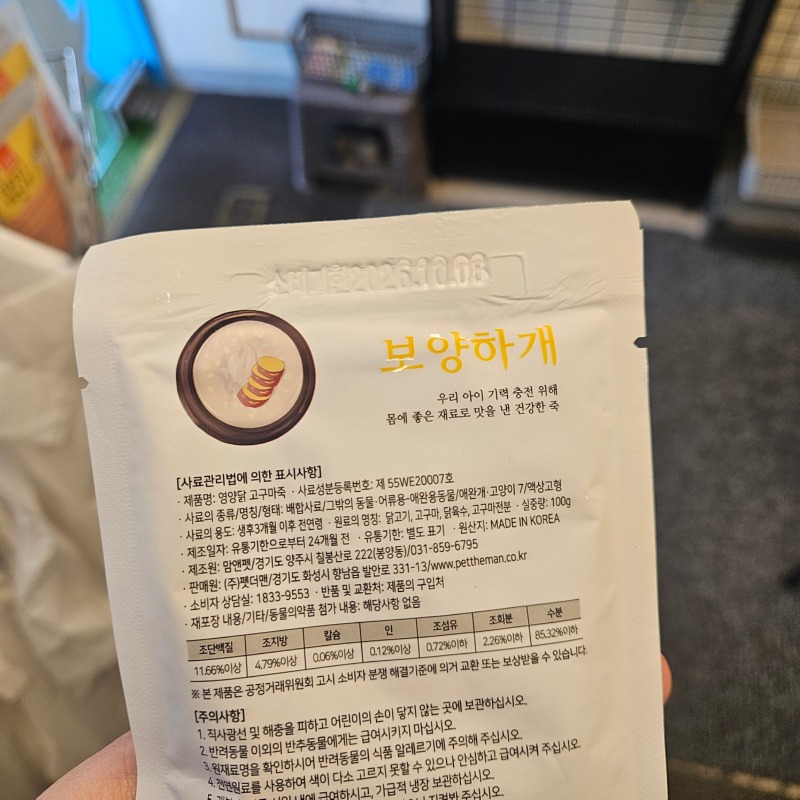 소비기한2026.10.08
보양하개
우리 아이 기력 충전 위해
몸에 좋은 재료로 맛을 낸 건강한 죽
[사료관리법에 의한 표시사항]
· 제품명: 영양닭 고구마죽 · 사료성분등록번호: 제 55WE20007호
· 사료의 종류/명칭/형태: 배합사료/그밖의 동물·어류용-애완용동물/애완개·고양이 7/액상고형
· 사료의 용도: 생후3개월 이후 전연령 · 원료의 명칭: 닭고기, 고구마, 닭육수, 고구마전분 · 실중량: 100g
· 제조일자: 유통기한으로부터 24개월 전 · 유통기한: 별도 표기 · 원산지: MADE IN KOREA
· 제조원: 맘앤펫/경기도 양주시 칠봉산로 222(봉양동)/031-859-6795
· 판매원: (주)펫더맨/경기도 화성시 향남읍 발안로 331-13/www.pettheman.co.kr
· 소비자 상담실: 1833-9553 · 반품 및 교환처: 제품의 구입처
· 재포장 내용/기타/동물의약품 첨가 내용: 해당사항 없음
조단백질 조지방 칼슘 인 조섬유 조회분 수분
11.66%이상 4.79%이상 0.06%이상 0.12%이상 0.72%이하 2.26%이하 85.32%이하
※ 본 제품은 공정거래위원회 고시 소비자 분쟁 해결기준에 의거 교환 또는 보상받을 수 있습니다.
[주의사항]
1. 직사광선 및 해충을 피하고 어린이의 손이 닿지 않는 곳에 보관하십시오.
2. 반려동물 이외의 반추동물에게는 급여시키지 마십시오.
3. 원재료명을 확인하시어 반려동물의 식품 알레르기에 주의해 주십시오.
4. 천연원료를 사용하여 색이 다소 고르지 못할 수 있으나 안심하고 급여시켜 주십시오.
급여하시고, 가급적 냉장 보관하십시오.
지켜봐 주십시오.